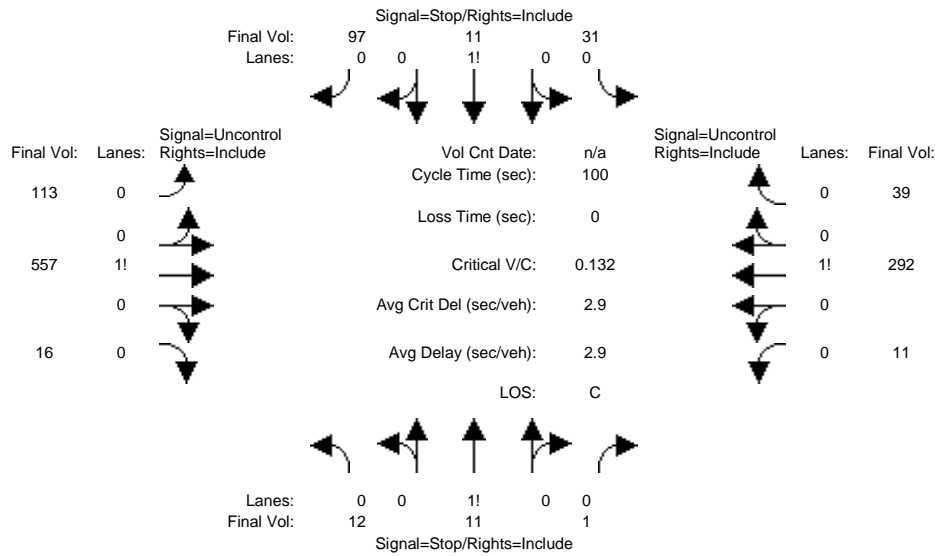 Signal=Stop/Rights=Include
Final Vol: 97 11 31
Lanes: 0 0 1! 0 0
Signal=Uncontrol Signal=Uncontrol
Final Vol: Lanes: Rights=Include Vol Cnt Date: n/a Rights=Include Lanes: Final Vol:
Cycle Time (sec): 100
113 0 0 39
Loss Time (sec): 0
0 0
557 1! Critical V/C: 0.132 1! 292
0 Avg Crit Del (sec/veh): 2.9 0
16 0 Avg Delay (sec/veh): 2.9 0 11
LOS: C
Lanes: 0 0 1! 0 0
Final Vol: 12 11 1
Signal=Stop/Rights=Include